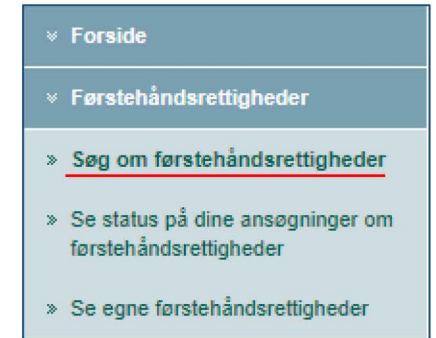 Forside
Førstehåndsrettigheder
Søg om førstehåndsrettigheder
Se status på dine ansøgninger om
førstehåndsrettigheder
Se egne førstehåndsrettigheder